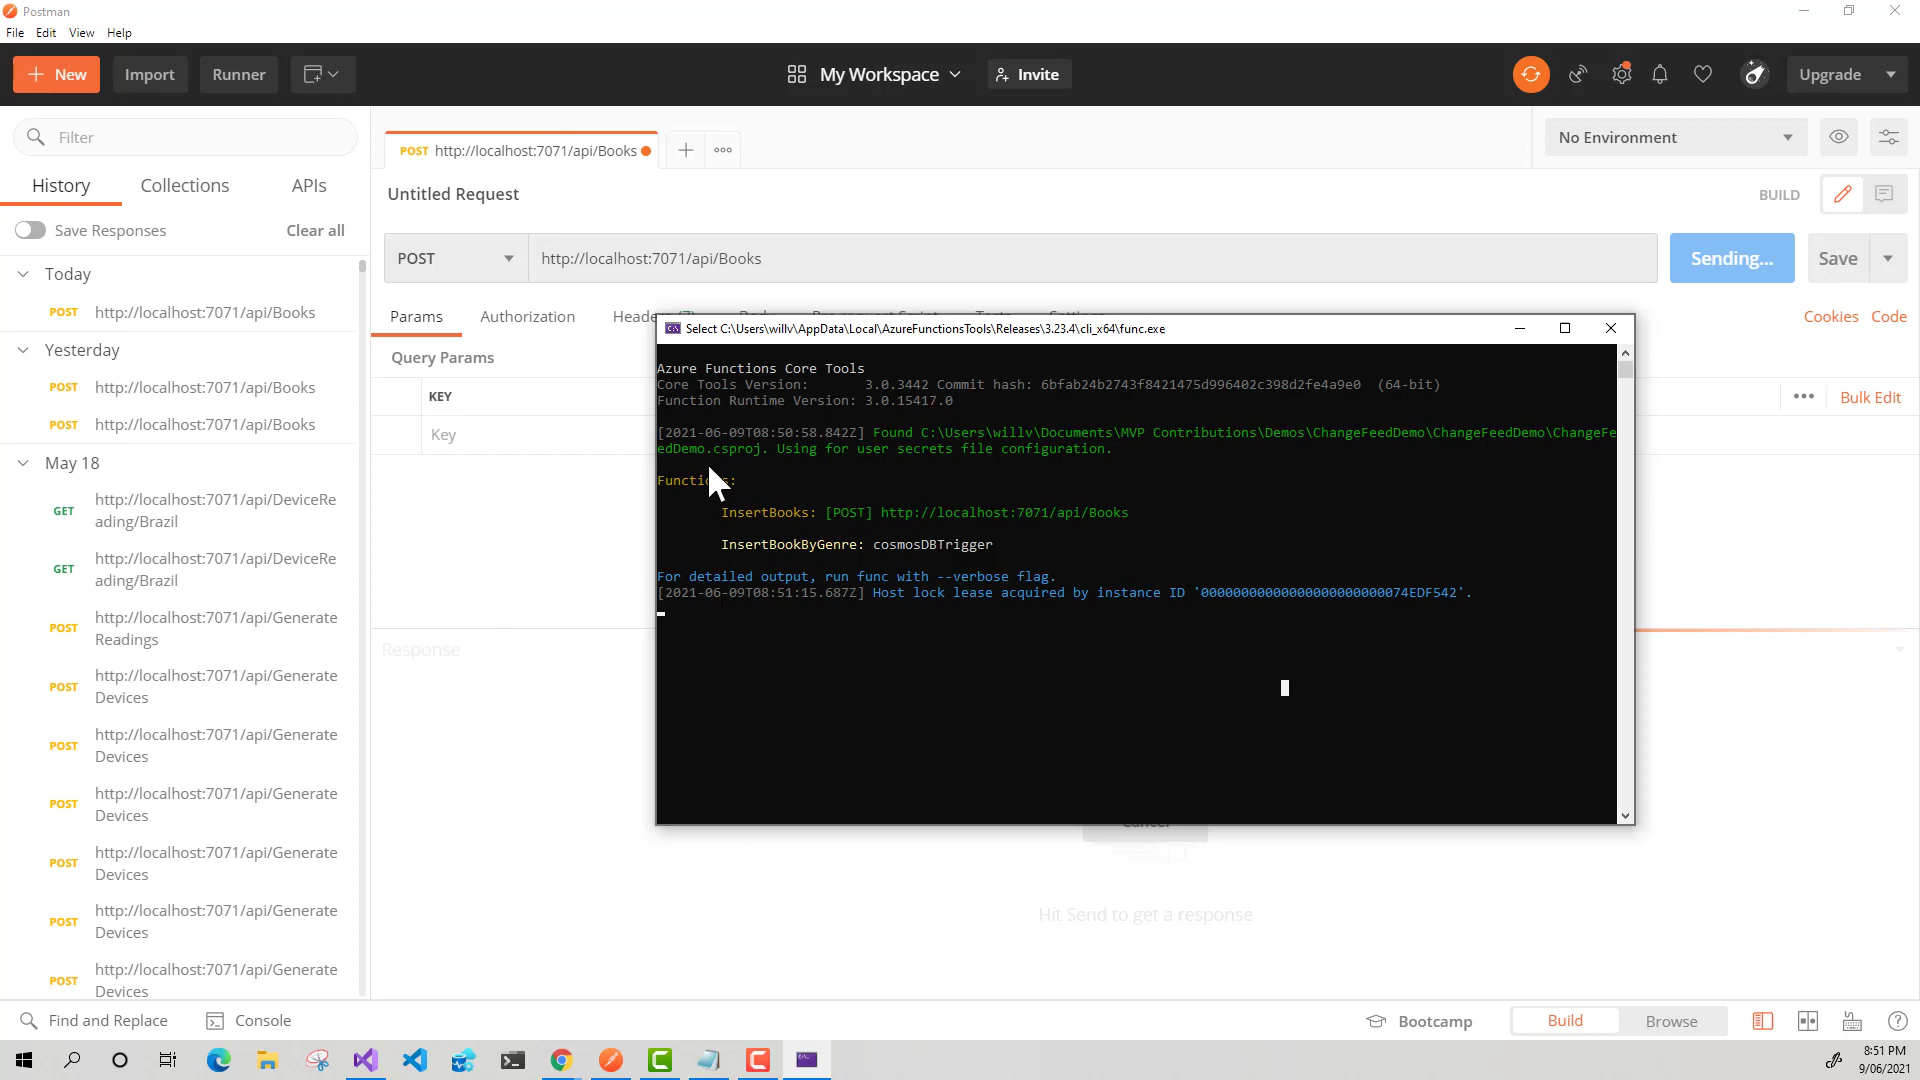 Postman
File Edit View Help
New Import Runner My Workspace Invite Upgrade
Filter
History Collections APIs
Save Responses Clear all
Today
POST http://localhost:7071/api/Books
Yesterday
POST http://localhost:7071/api/Books
POST http://localhost:7071/api/Books
May 18
GET http://localhost:7071/api/DeviceRe
ading/Brazil
GET http://localhost:7071/api/DeviceRe
ading/Brazil
POST http://localhost:7071/api/Generate
Readings
POST http://localhost:7071/api/Generate
Devices
POST http://localhost:7071/api/Generate
Devices
POST http://localhost:7071/api/Generate
Devices
POST http://localhost:7071/api/Generate
Devices
POST http://localhost:7071/api/Generate
Devices
POST http://localhost:7071/api/Generate
Devices
POST http://localhost:7071/api/Books
No Environment
Untitled Request
BUILD
POST http://localhost:7071/api/Books Sending... Save
Params Authorization Heade
Cookies Code
Query Params
KEY
Bulk Edit
Key
Response
Select C:\Users\willv\AppData\Local\AzureFunctionsTools\Releases\3.23.4\cli_x64\func.exe
Azure Functions Core Tools
Core Tools Version: 3.0.3442 Commit hash: 6bfab24b2743f8421475d996402c398d2fe4a9e0 (64-bit)
Function Runtime Version: 3.0.15417.0
[2021-06-09T08:50:58.842Z] Found C:\Users\willv\Documents\MVP Contributions\Demos\ChangeFeedDemo\ChangeFeedDemo\ChangeFe
edDemo.csproj. Using for user secrets file configuration.
Functions:
InsertBooks: [POST] http://localhost:7071/api/Books
InsertBookByGenre: cosmosDBTrigger
For detailed output, run func with --verbose flag.
[2021-06-09T08:51:15.687Z] Host lock lease acquired by instance ID '00000000000000000000000074EDF542'.
Cancel
Hit Send to get a response
Find and Replace Console Bootcamp Build Browse
8:51 PM
9/06/2021